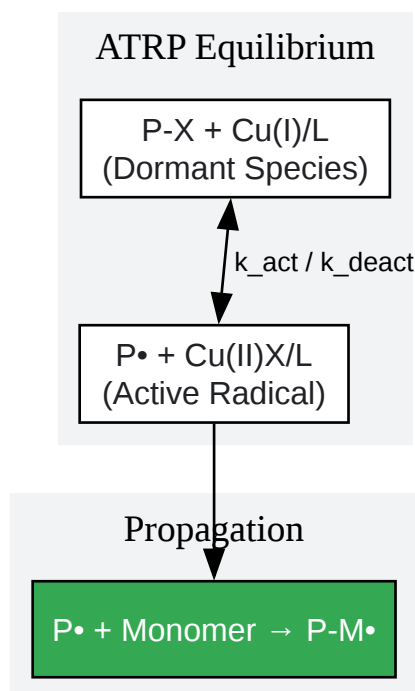 ATRP Equilibrium
P-X + Cu(I)/L
(Dormant Species)
k_act / k_deact
P• + Cu(II)X/L
(Active Radical)
Propagation
P• + Monomer → P-M•